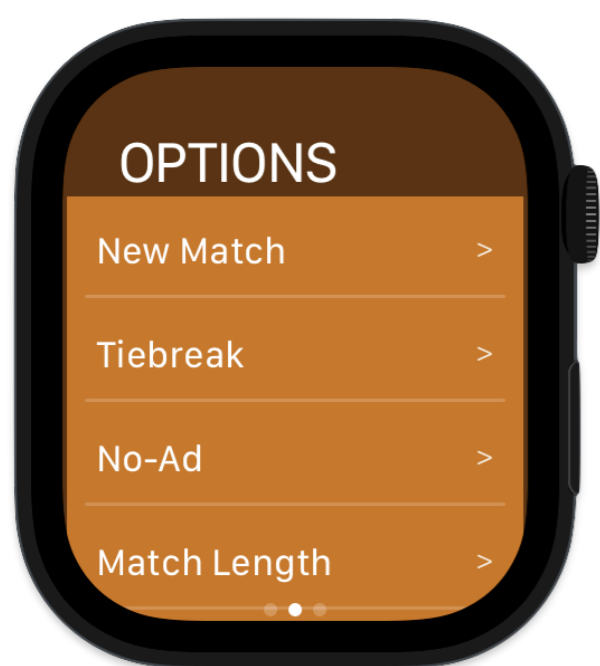 OPTIONS
New Match >
Tiebreak >
No-Ad >
Match Length >